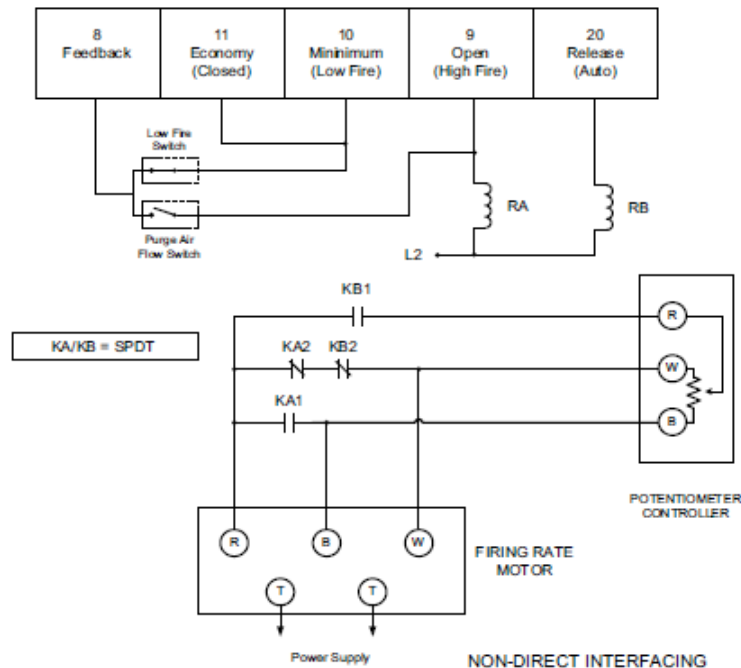 8
Feedback
11
Economy
(Closed)
10
Mininimum
(Low Fire)
9
Open
(High Fire)
20
Release
(Auto)
Low Fire
Switch
Purge Air
Flow Switch
RA
RB
L2
KB1
KA/KB = SPDT
KA2
KB2
KA1
R
W
B
POTENTIOMETER
CONTROLLER
R
B
W
T
T
FIRING RATE
MOTOR
Power Supply
NON-DIRECT INTERFACING